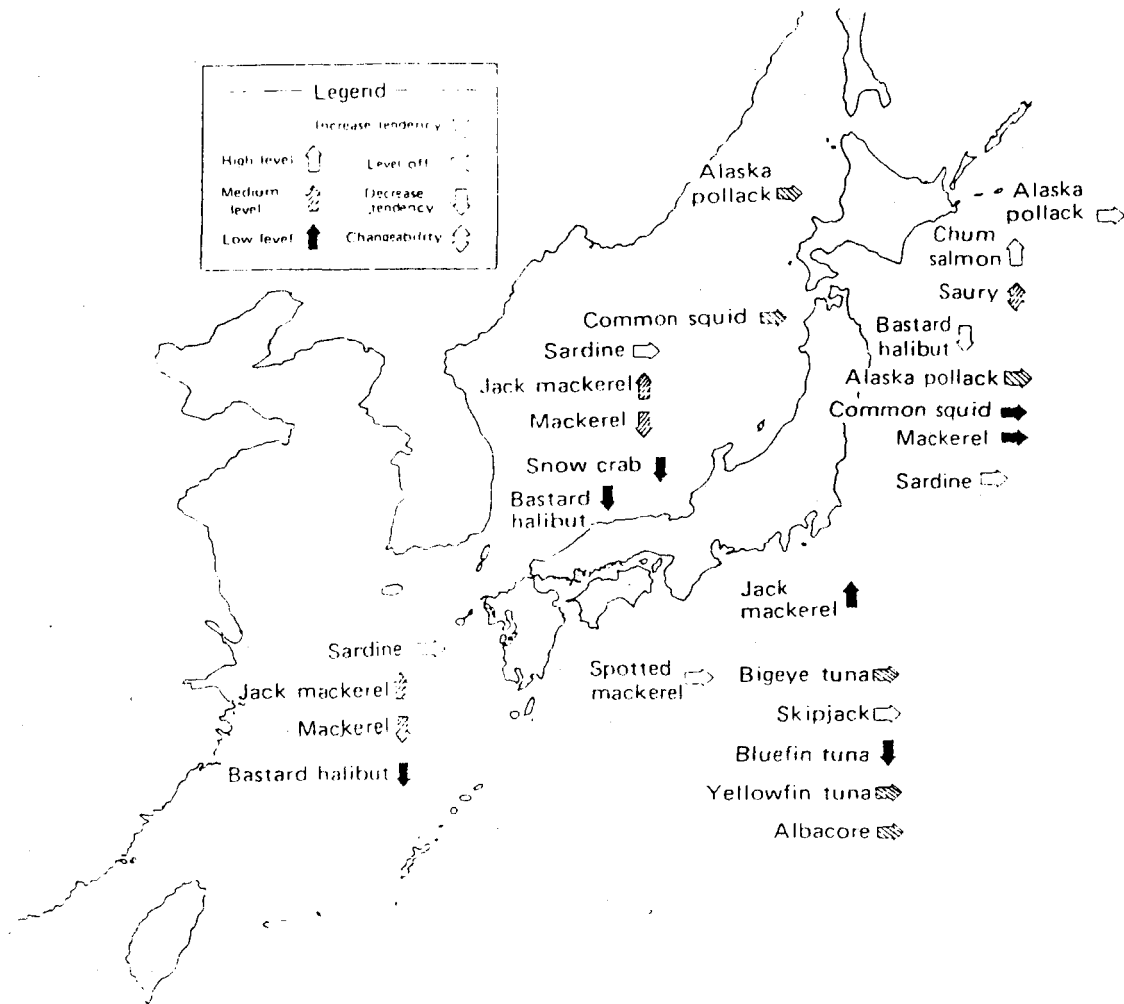 Legend
Increase tendency
High level
Level off
Medium
level
Decrease
tendency
Low level
Changeability
Alaska
pollack
Alaska
pollack
Chum
salmon
Saury
Common squid
Bastard
halibut
Sardine
Jack mackerel
Alaska pollack
Mackerel
Common squid
Mackerel
Snow crab
Sardine
Bastard
halibut
Jack
mackerel
Sardine
Spotted
mackerel
Bigeye tuna
Jack mackerel
Skipjack
Mackerel
Bluefin tuna
Bastard halibut
Yellowfin tuna
Albacore